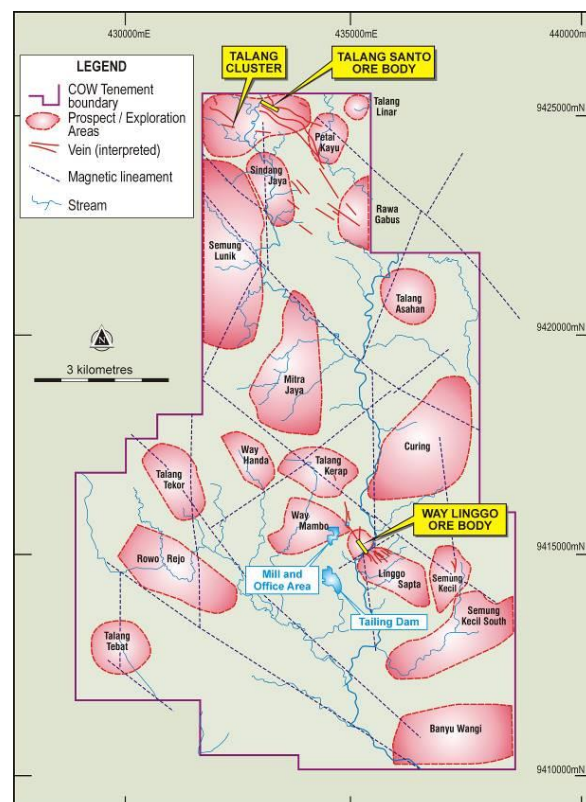 430000mE
435000mE
440000mE
LEGEND
COW Tenement
boundary
Prospect / Exploration
Areas
Vein (interpreted)
Magnetic lineament
Stream
TALANG
CLUSTER
TALANG SANTO
ORE BODY
Talang
Linar
9425000mN
Petai
Kayu
Sindang
Jaya
Rawa
Gabus
Semung
Lunik
Talang
Asahan
9420000mN
N
3 kilometres
Mitra
Jaya
Curing
Way
Handa
Talang
Kerap
Talang
Tekor
WAY LINGGO
ORE BODY
Way
Mambo
9415000mN
Rowo Rejo
Mill and
Office Area
Linggo
Sapta
Semung
Kecil
Tailing Dam
Semung
Kecil South
Talang
Tebat
Banyu Wangi
9410000mN
430000mE
435000mE
440000mE